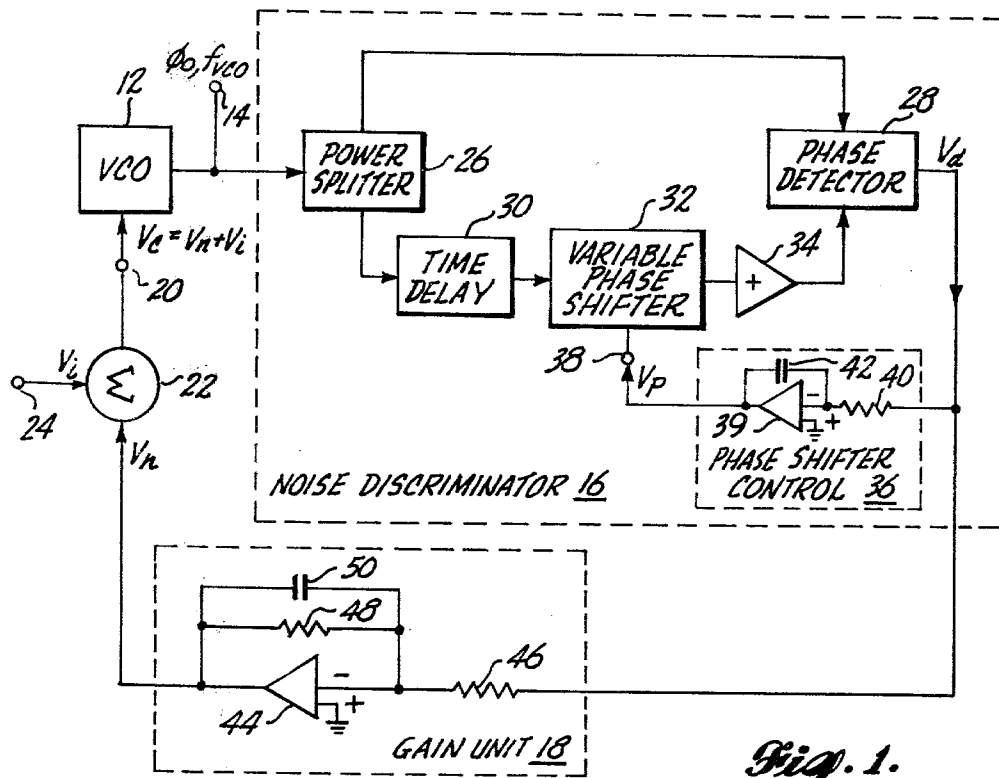 ϕo, fvco
12
14
VCO
Vc = Vn + Vi
20
Vi
Σ
22
24
Vn
POWER
SPLITTER
26
30
TIME
DELAY
32
VARIABLE
PHASE
SHIFTER
34
+
28
PHASE
DETECTOR
Vd
38
VP
42
40
-
+
39
PHASE SHIFTER
CONTROL 36
NOISE DISCRIMINATOR 16
50
48
46
-
+
44
GAIN UNIT 18
Fig. 1.